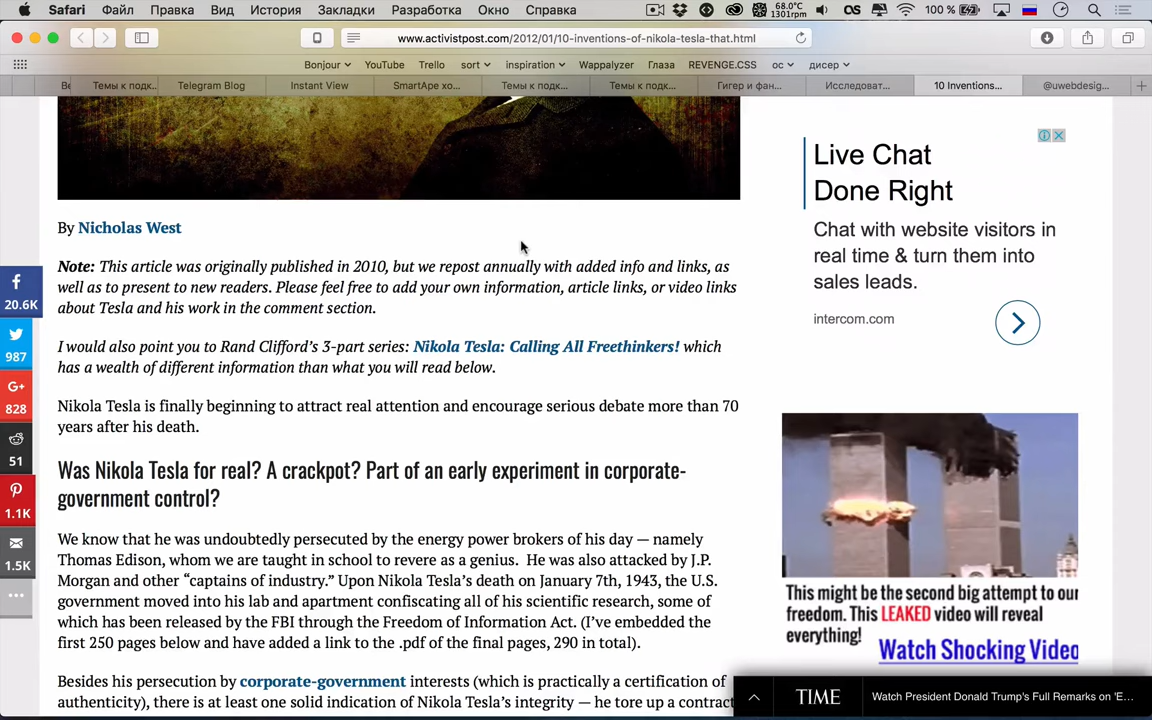 Safari Файл Правка Вид История Закладки Разработка Окно Справка 68.0°C 1301rpm 100 %
www.activistpost.com/2012/01/10-inventions-of-nikola-tesla-that.html
Bonjour YouTube Trello sort inspiration Wappalyzer Глаза REVENGE.CSS ос дисер
Темы к подк... Telegram Blog Instant View SmartApe хо... Темы к подк... Темы к подк... Гигер и фан... Исследоват... 10 Inventions... @uwebdesig...
By Nicholas West
Note: This article was originally published in 2010, but we repost annually with added info and links, as
well as to present to new readers. Please feel free to add your own information, article links, or video links
about Tesla and his work in the comment section.
I would also point you to Rand Clifford’s 3-part series: Nikola Tesla: Calling All Freethinkers! which
has a wealth of different information than what you will read below.
Nikola Tesla is finally beginning to attract real attention and encourage serious debate more than 70
years after his death.
Was Nikola Tesla for real? A crackpot? Part of an early experiment in corporate-
government control?
We know that he was undoubtedly persecuted by the energy power brokers of his day — namely
Thomas Edison, whom we are taught in school to revere as a genius. He was also attacked by J.P.
Morgan and other “captains of industry.” Upon Nikola Tesla’s death on January 7th, 1943, the U.S.
government moved into his lab and apartment confiscating all of his scientific research, some of
which has been released by the FBI through the Freedom of Information Act. (I’ve embedded the
first 250 pages below and have added a link to the .pdf of the final pages, 290 in total).
Besides his persecution by corporate-government interests (which is practically a certification of
authenticity), there is at least one solid indication of Nikola Tesla’s integrity — he tore up a contract
20.6K
987
G+
828
51
1.1K
1.5K
Live Chat
Done Right
Chat with website visitors in
real time & turn them into
sales leads.
intercom.com
This might be the second big attempt to our
freedom. This LEAKED video will reveal
everything!
Watch Shocking Video
TIME Watch President Donald Trump's Full Remarks on 'E...